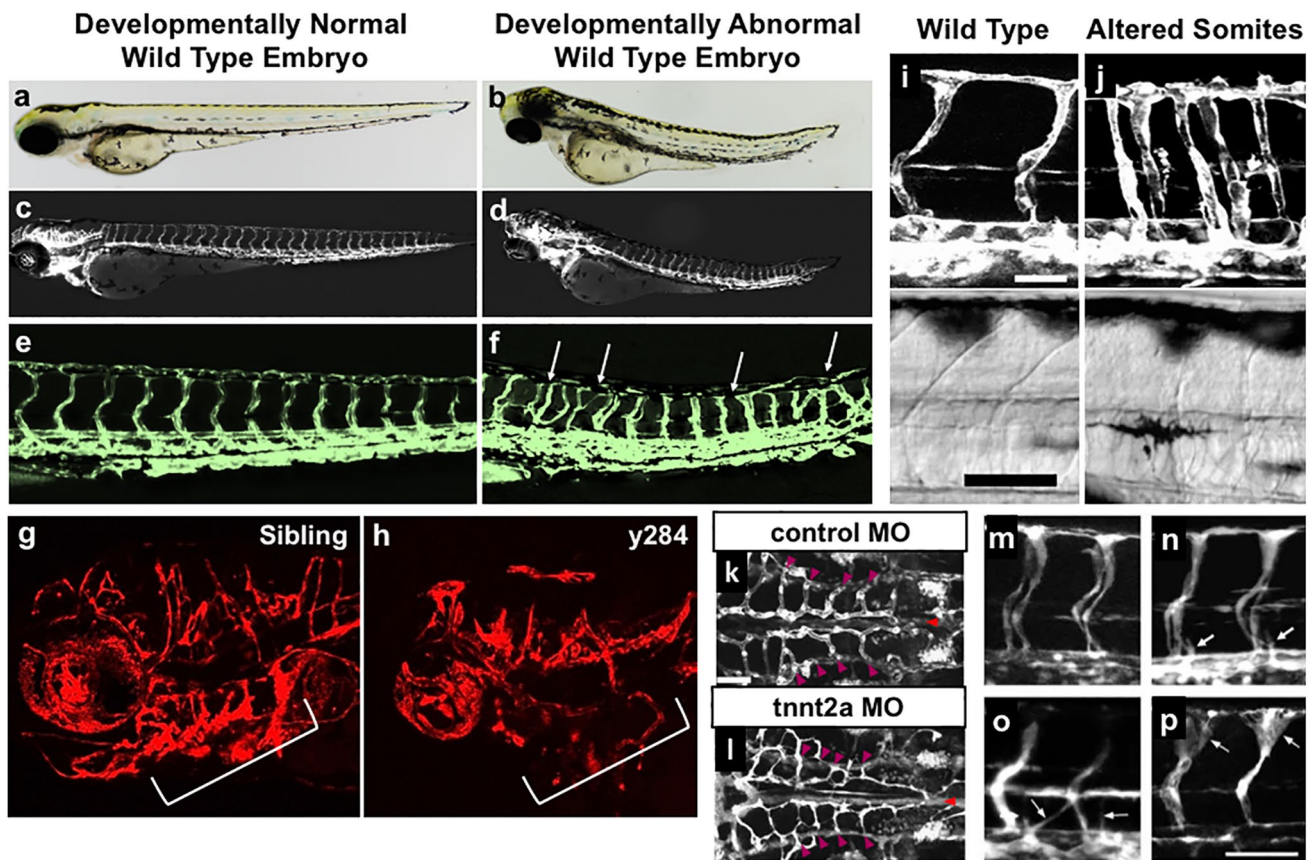 Developmentally Normal
Wild Type Embryo
Developmentally Abnormal
Wild Type Embryo
Wild Type
Altered Somites
a
b
c
d
e
f
i
j
g
Sibling
h
y284
control MO
k
tnnt2a MO
l
m
n
o
p